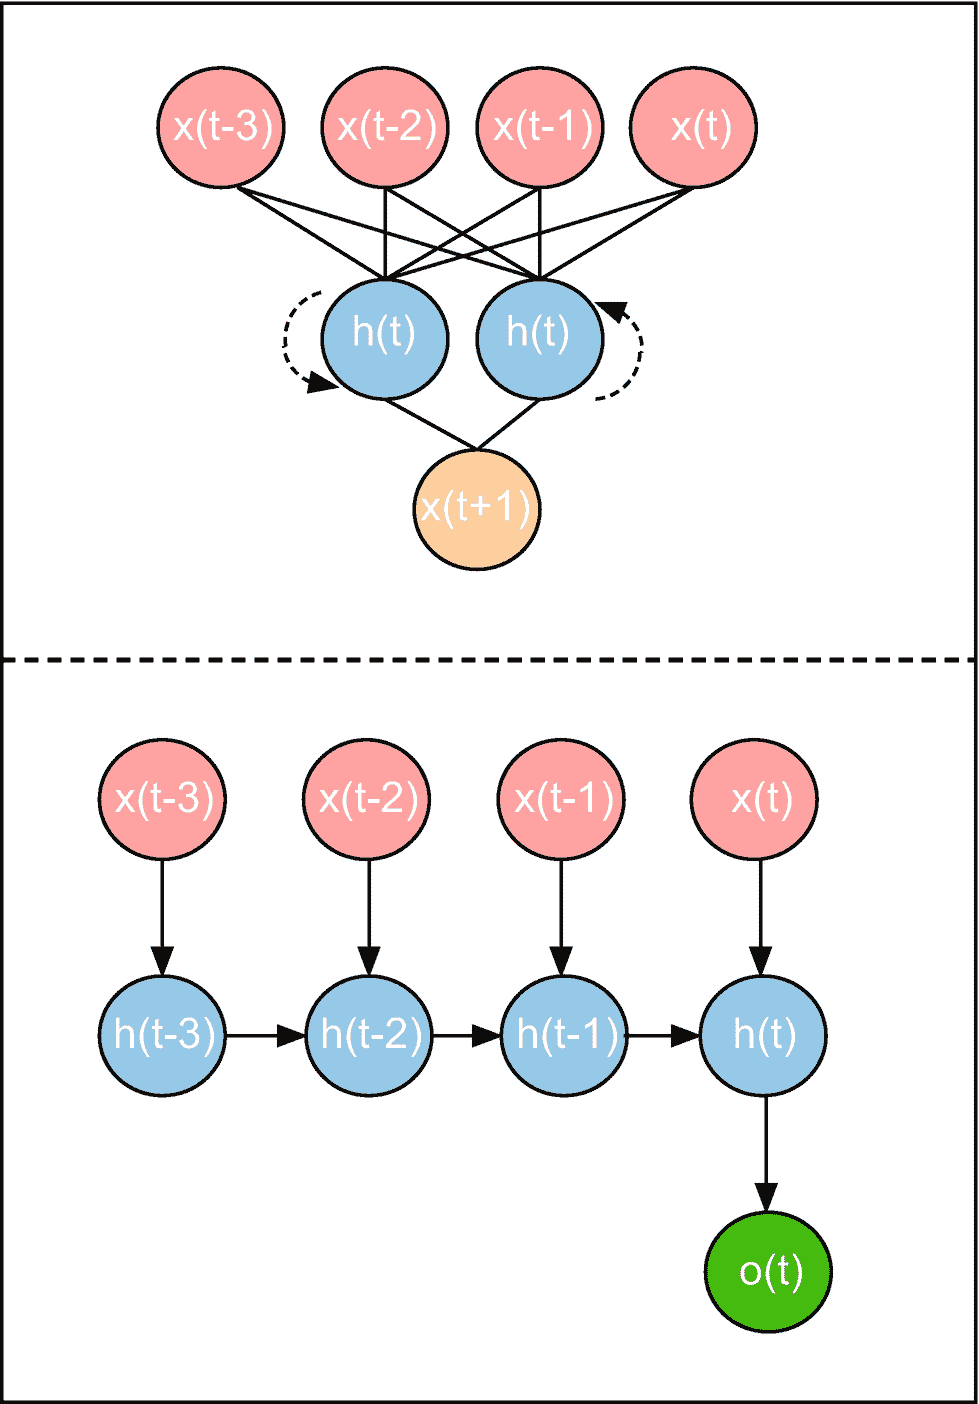 x(t-3) x(t-2) x(t-1) x(t)
h(t) h(t)
x(t+1)
x(t-3) x(t-2) x(t-1) x(t)
h(t-3) h(t-2) h(t-1) h(t)
o(t)